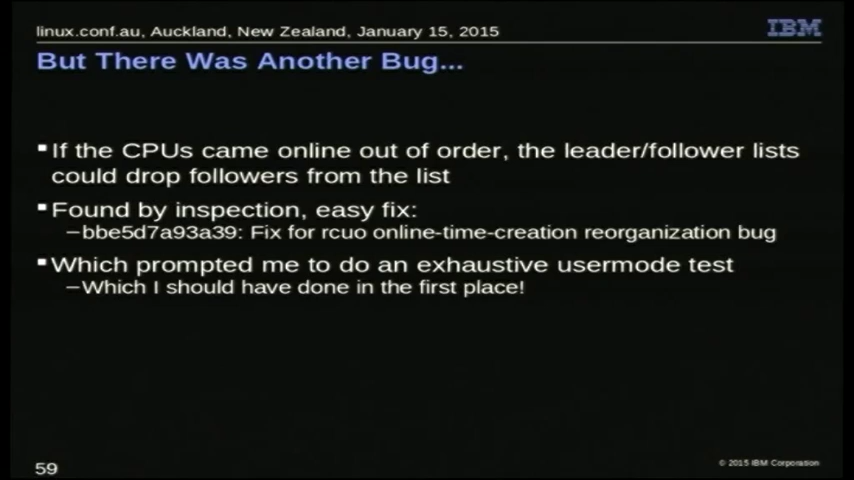 linux.conf.au, Auckland, New Zealand, January 15, 2015
IBM
But There Was Another Bug...
▪If the CPUs came online out of order, the leader/follower lists
could drop followers from the list
▪Found by inspection, easy fix:
–bbe5d7a93a39: Fix for rcuo online-time-creation reorganization bug
▪Which prompted me to do an exhaustive usermode test
–Which I should have done in the first place!
59
© 2015 IBM Corporation